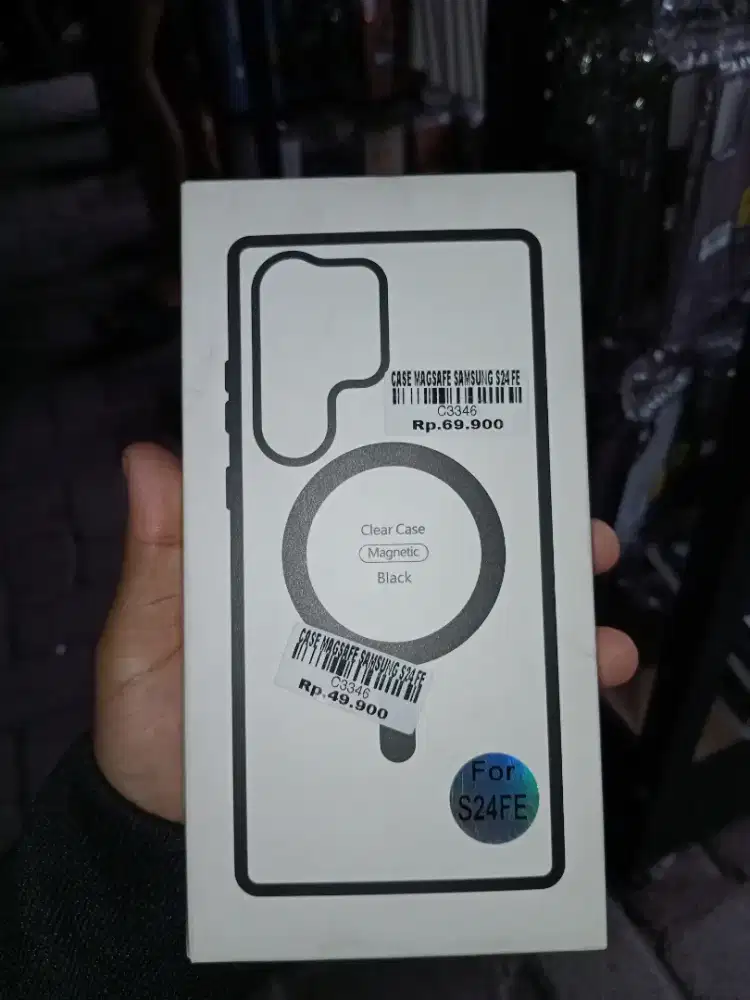 CASE MAGSAFE SAMSUNG S24 FE
C3346
Rp.69.900
Clear Case
Magnetic
Black
CASE MAGSAFE SAMSUNG S24 FE
C3346
Rp.49.900
For
S24FE